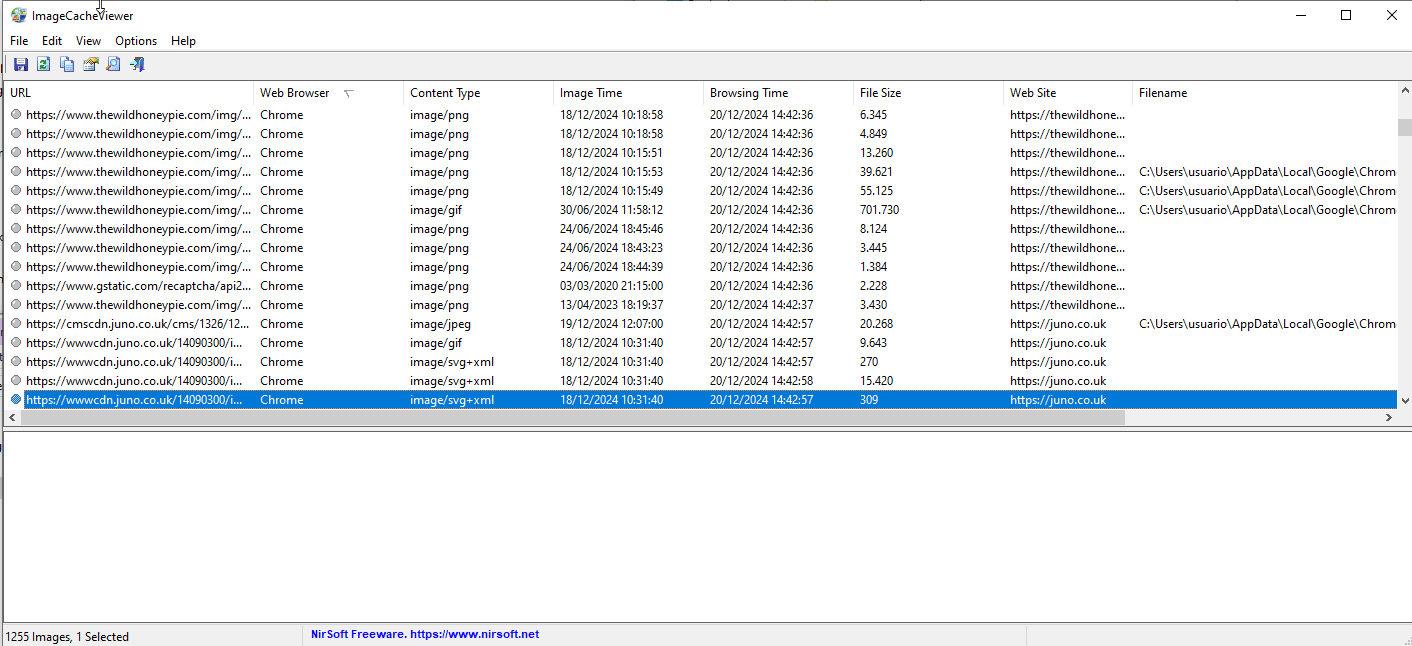 ImageCacheViewer
File Edit View Options Help
URL Web Browser Content Type Image Time Browsing Time File Size Web Site Filename
https://www.thewildhoneypie.com/img/... Chrome image/png 18/12/2024 10:18:58 20/12/2024 14:42:36 6.345 https://thewildhone...
https://www.thewildhoneypie.com/img/... Chrome image/png 18/12/2024 10:18:58 20/12/2024 14:42:36 4.849 https://thewildhone...
https://www.thewildhoneypie.com/img/... Chrome image/png 18/12/2024 10:15:51 20/12/2024 14:42:36 13.260 https://thewildhone...
https://www.thewildhoneypie.com/img/... Chrome image/png 18/12/2024 10:15:53 20/12/2024 14:42:36 39.621 https://thewildhone... C:\Users\usuario\AppData\Local\Google\Chrom
https://www.thewildhoneypie.com/img/... Chrome image/png 18/12/2024 10:15:49 20/12/2024 14:42:36 55.125 https://thewildhone... C:\Users\usuario\AppData\Local\Google\Chrom
https://www.thewildhoneypie.com/img/... Chrome image/gif 30/06/2024 11:58:12 20/12/2024 14:42:36 701.730 https://thewildhone... C:\Users\usuario\AppData\Local\Google\Chrom
https://www.thewildhoneypie.com/img/... Chrome image/png 24/06/2024 18:45:46 20/12/2024 14:42:36 8.124 https://thewildhone...
https://www.thewildhoneypie.com/img/... Chrome image/png 24/06/2024 18:43:23 20/12/2024 14:42:36 3.445 https://thewildhone...
https://www.thewildhoneypie.com/img/... Chrome image/png 24/06/2024 18:44:39 20/12/2024 14:42:36 1.384 https://thewildhone...
https://www.gstatic.com/recaptcha/api2... Chrome image/png 03/03/2020 21:15:00 20/12/2024 14:42:36 2.228 https://thewildhone...
https://www.thewildhoneypie.com/img/... Chrome image/png 13/04/2023 18:19:37 20/12/2024 14:42:37 3.430 https://thewildhone...
https://cmscdn.juno.co.uk/cms/1326/12... Chrome image/jpeg 19/12/2024 12:07:00 20/12/2024 14:42:57 20.268 https://juno.co.uk C:\Users\usuario\AppData\Local\Google\Chrom
https://wwwcdn.juno.co.uk/14090300/i... Chrome image/gif 18/12/2024 10:31:40 20/12/2024 14:42:57 9.643 https://juno.co.uk
https://wwwcdn.juno.co.uk/14090300/i... Chrome image/svg+xml 18/12/2024 10:31:40 20/12/2024 14:42:57 270 https://juno.co.uk
https://wwwcdn.juno.co.uk/14090300/i... Chrome image/svg+xml 18/12/2024 10:31:40 20/12/2024 14:42:58 15.420 https://juno.co.uk
https://wwwcdn.juno.co.uk/14090300/i... Chrome image/svg+xml 18/12/2024 10:31:40 20/12/2024 14:42:57 309 https://juno.co.uk
1255 Images, 1 Selected NirSoft Freeware. https://www.nirsoft.net